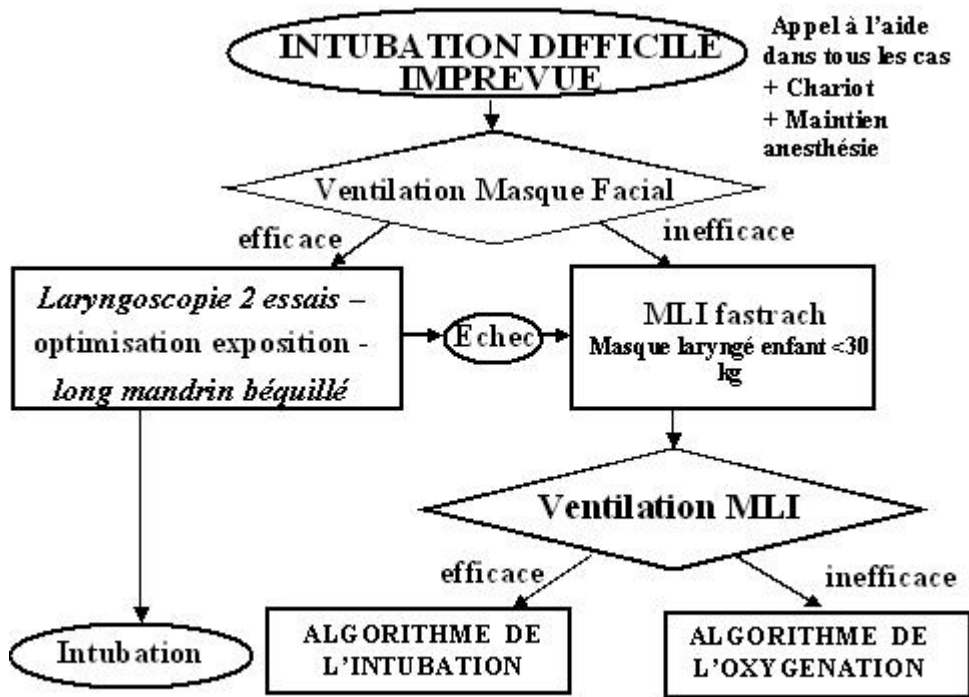 INTUBATION DIFFICILE
IMPREVUE
Appel à l'aide
dans tous les cas
+ Chariot
+ Maintien
anesthésie
Ventilation Masque Facial
efficace
inefficace
Laryngoscopie 2 essais –
optimisation exposition -
long mandrin béquillé
Echec
MLI fastrach
Masque laryngé enfant <30
kg
Ventilation MLI
efficace
inefficace
Intubation
ALGORITHME DE
L'INTUBATION
ALGORITHME DE
L'OXYGENATION